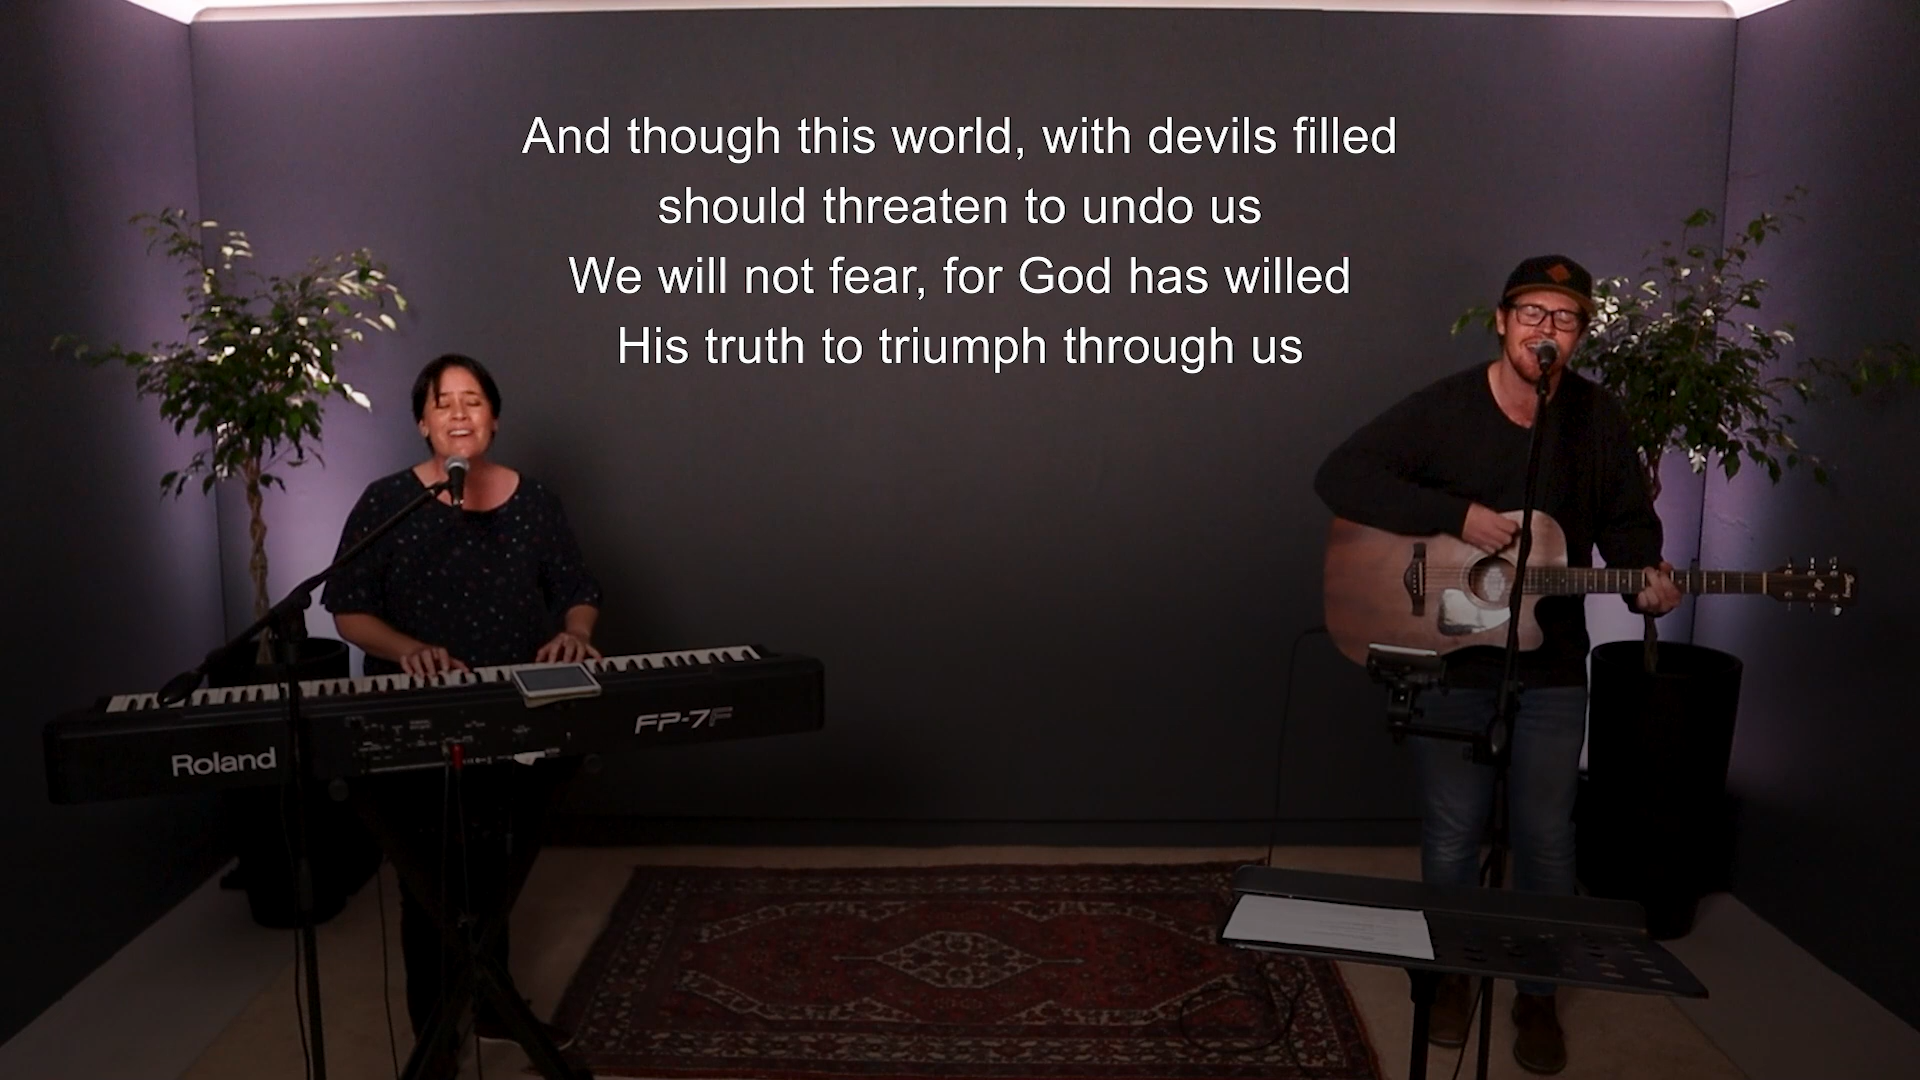 And though this world, with devils filled
should threaten to undo us
We will not fear, for God has willed
His truth to triumph through us
Roland
FP-7F